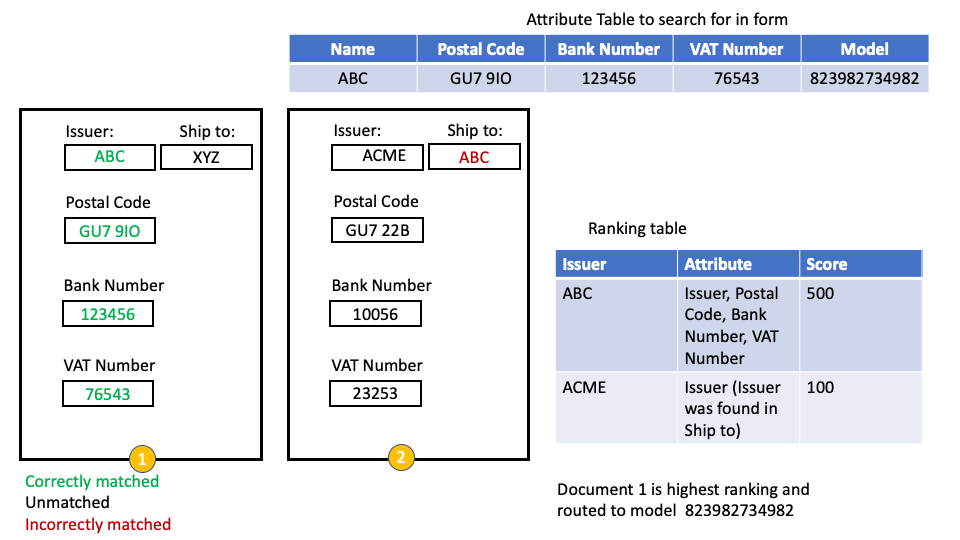 Attribute Table to search for in form
Name Postal Code Bank Number VAT Number Model
ABC GU7 9IO 123456 76543 823982734982
Issuer: Ship to:
ABC XYZ
Postal Code
GU7 9IO
Bank Number
123456
VAT Number
76543
1
Issuer: Ship to:
ACME ABC
Postal Code
GU7 22B
Bank Number
10056
VAT Number
23253
2
Correctly matched
Unmatched
Incorrectly matched
Ranking table
Issuer Attribute Score
ABC Issuer, Postal 500
Code, Bank
Number, VAT
Number
ACME Issuer (Issuer 100
was found in
Ship to)
Document 1 is highest ranking and
routed to model 823982734982